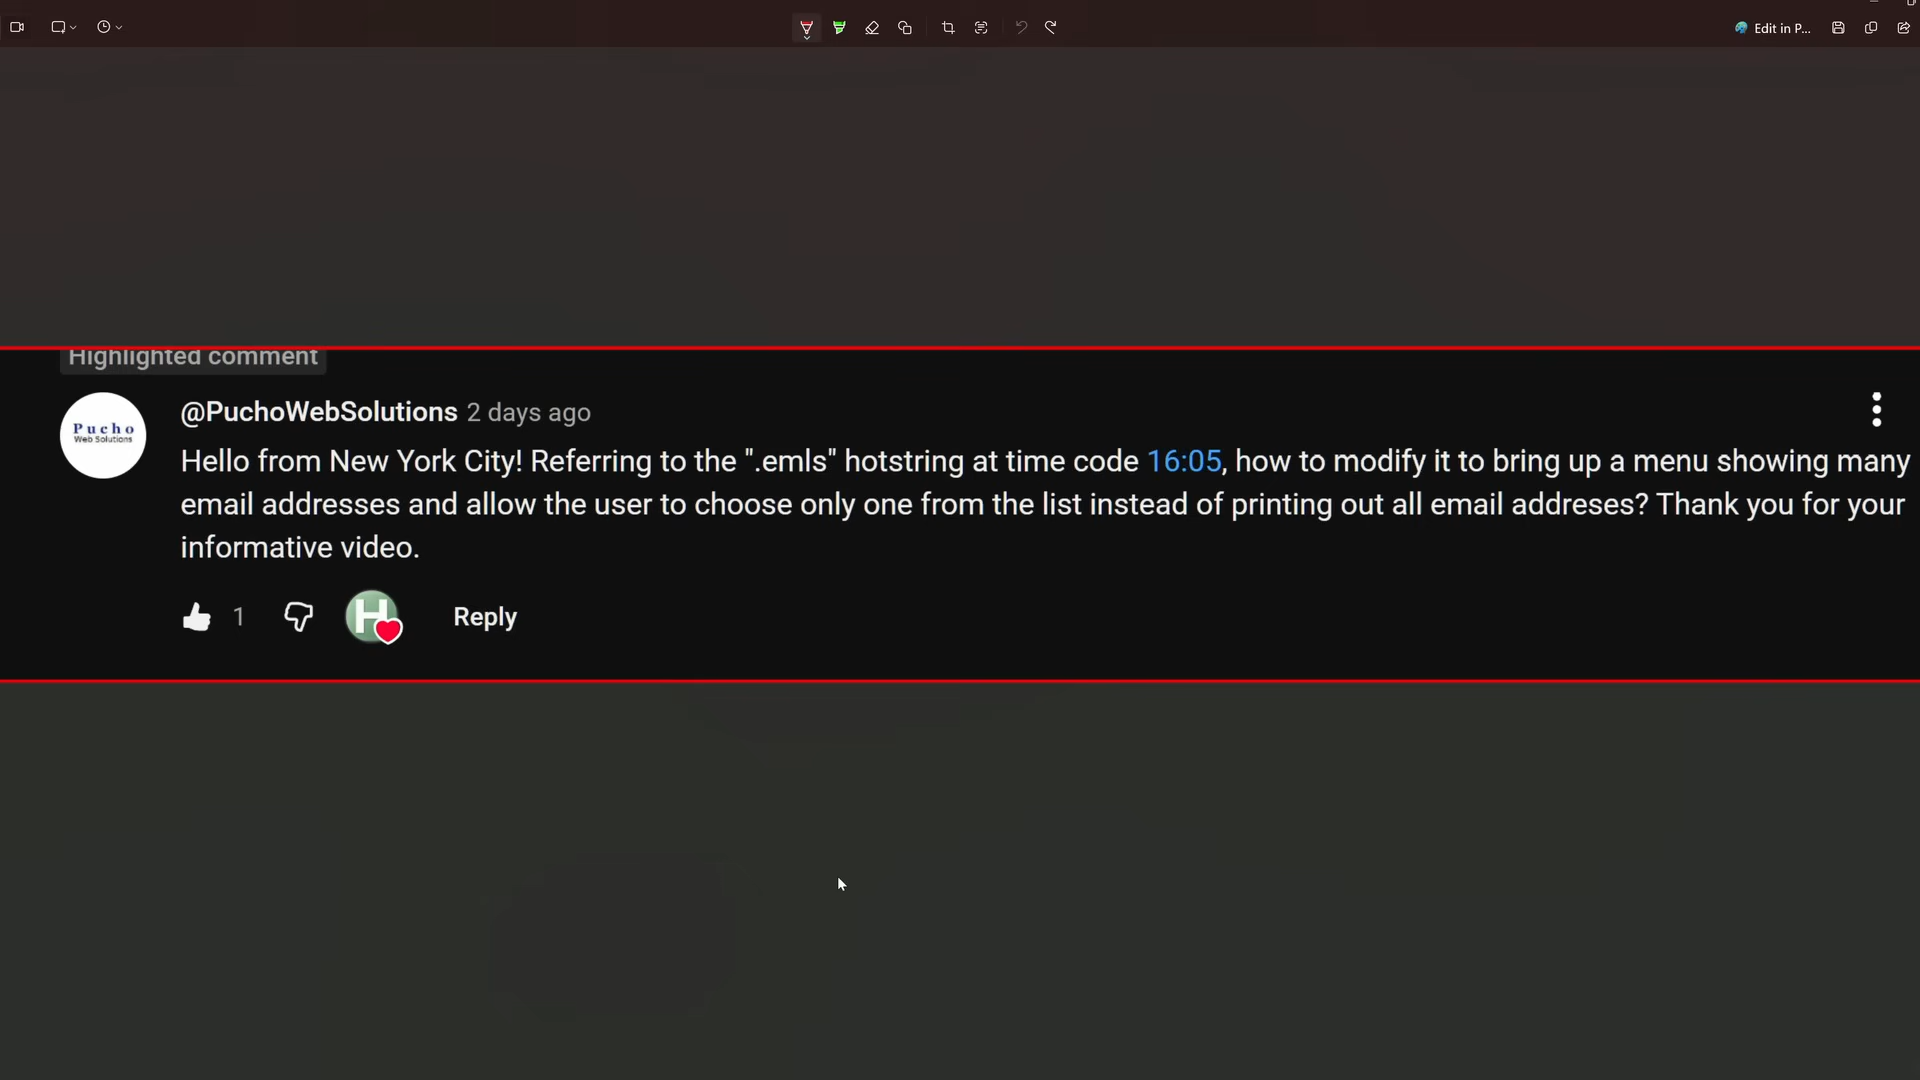 Edit in P...
Highlighted comment
Pucho
Web Solutions
@PuchoWebSolutions 2 days ago
Hello from New York City! Referring to the ".emls" hotstring at time code 16:05, how to modify it to bring up a menu showing many
email addresses and allow the user to choose only one from the list instead of printing out all email addreses? Thank you for your
informative video.
1
H
Reply